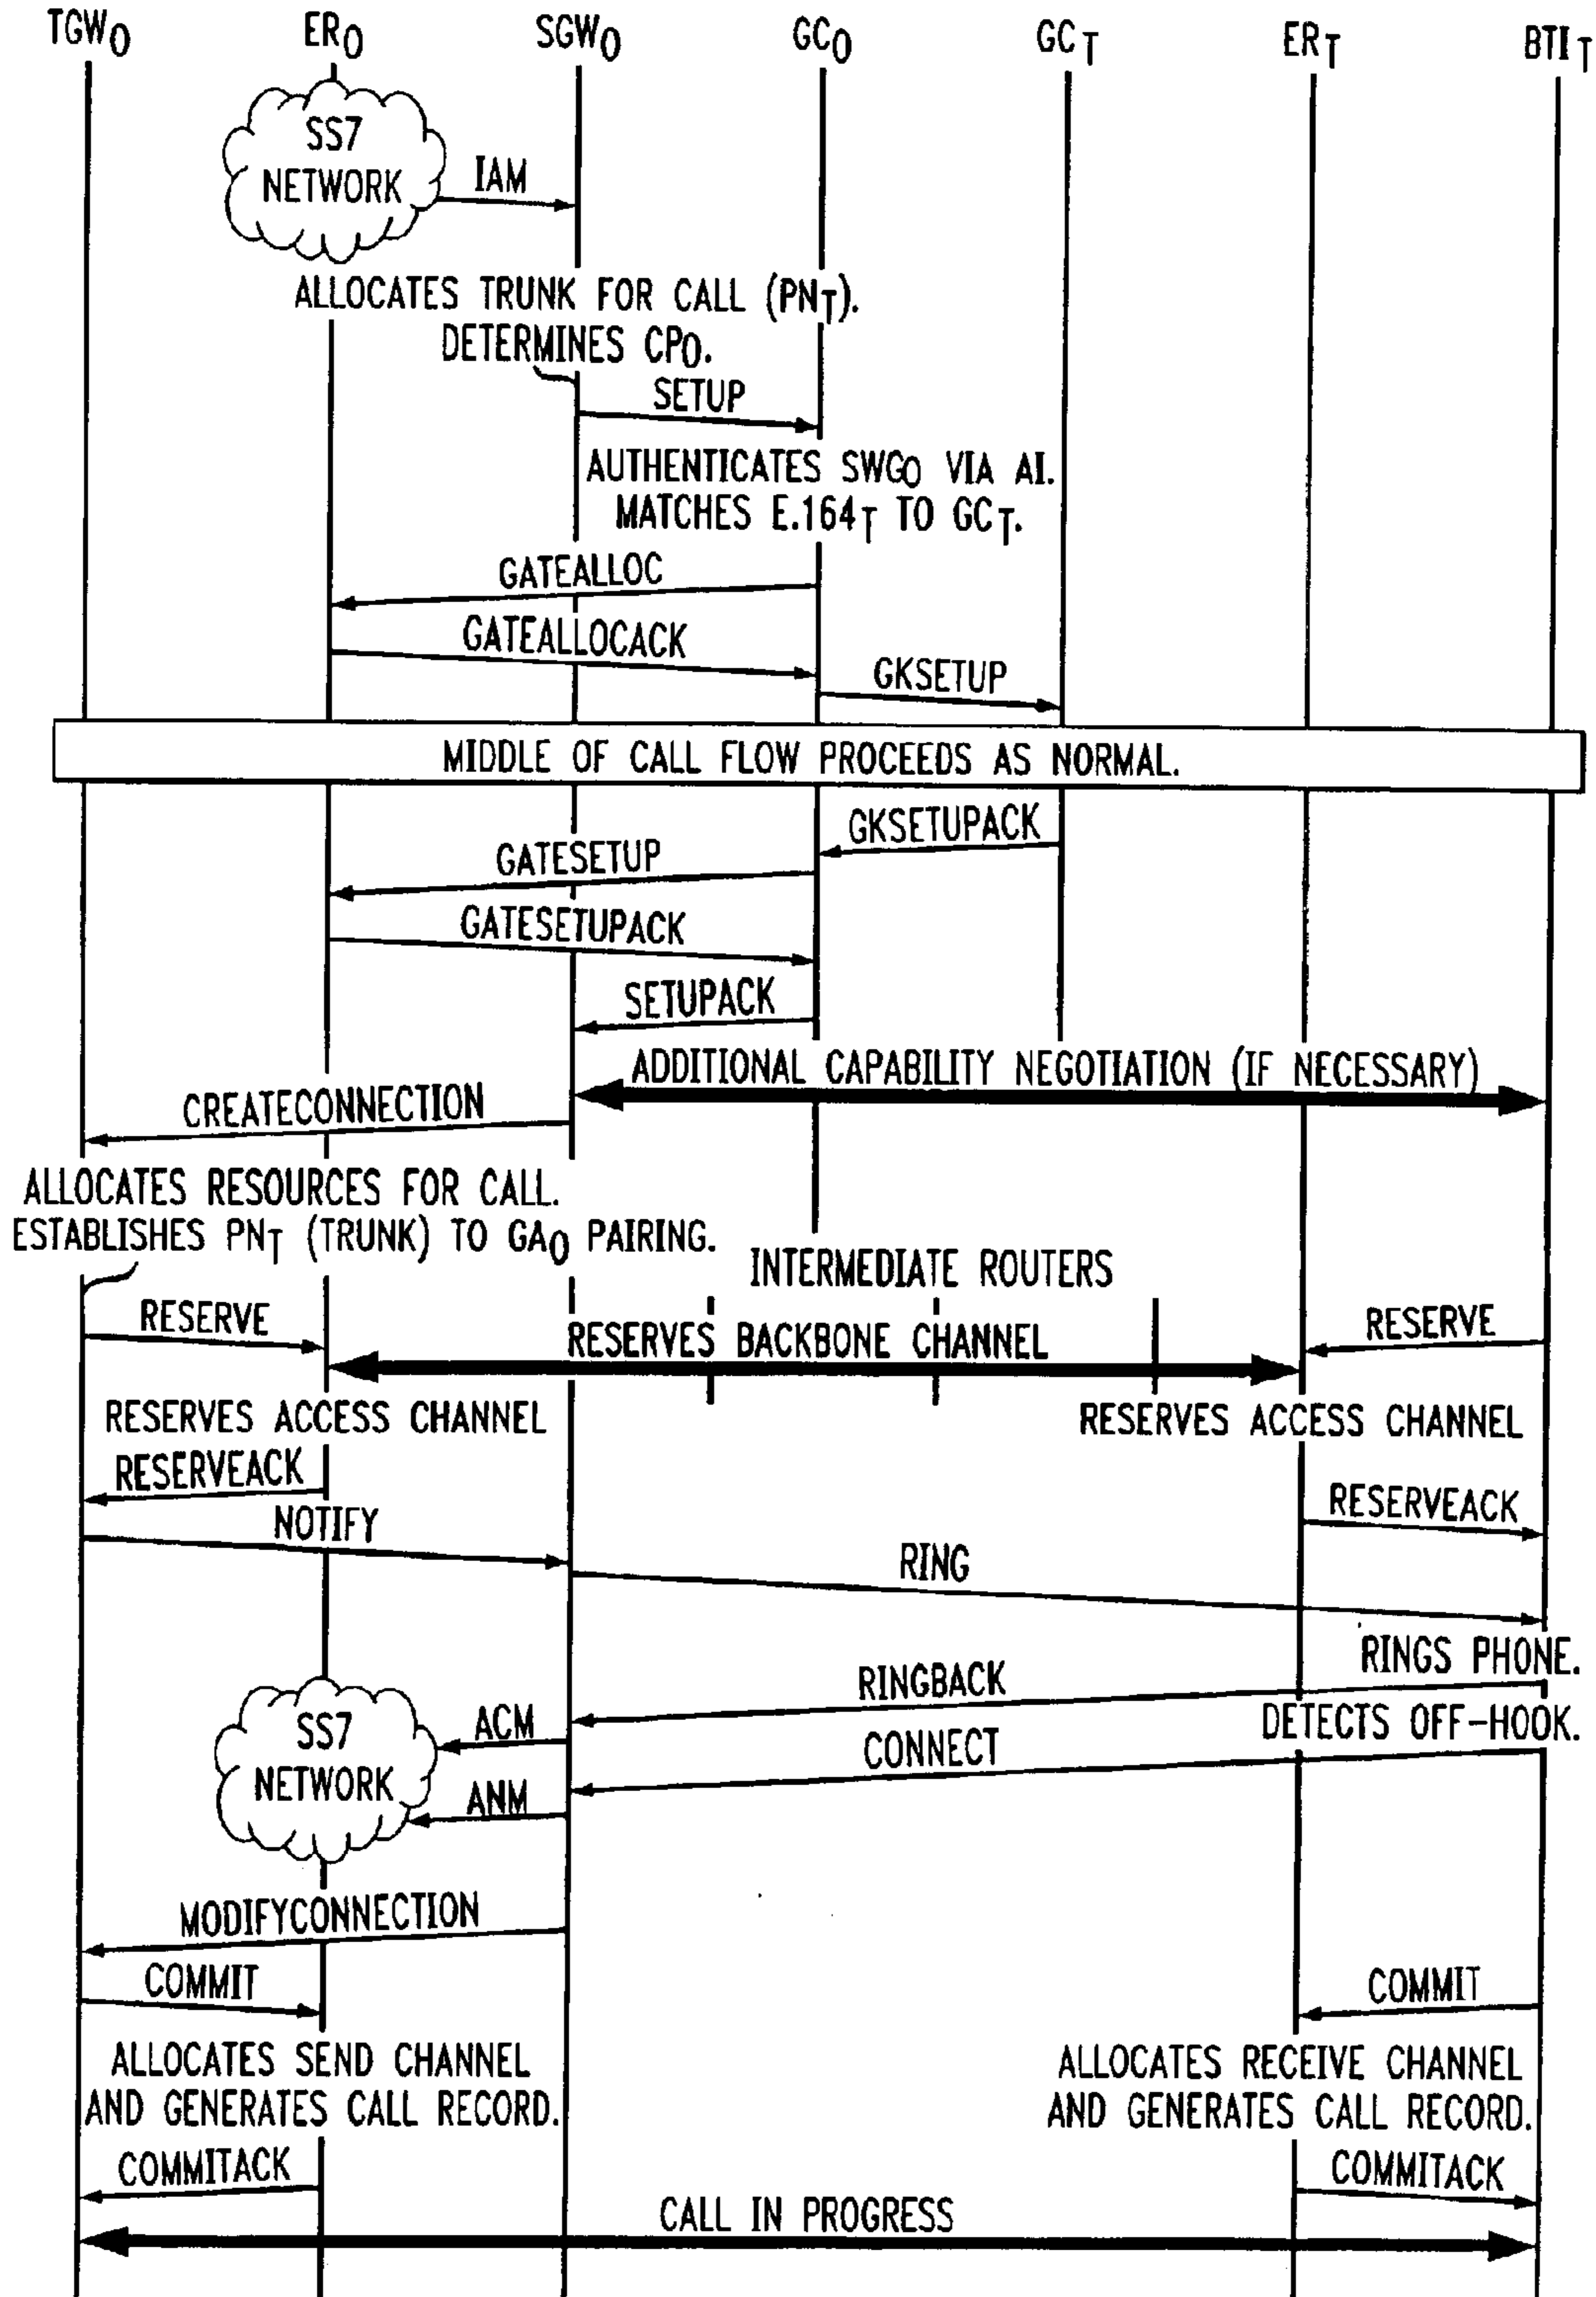 TGWO ERO SGWO GCO GCT ERT BTIT
SS7
NETWORK
IAM
ALLOCATES TRUNK FOR CALL (PNT).
DETERMINES CPO.
SETUP
AUTHENTICATES SWGO VIA AI.
MATCHES E.164T TO GCT.
GATEALLOC
GATEALLOCACK
GKSETUP
MIDDLE OF CALL FLOW PROCEEDS AS NORMAL.
GKSETUPACK
GATESETUP
GATESETUPACK
SETUPACK
ADDITIONAL CAPABILITY NEGOTIATION (IF NECESSARY)
CREATECONNECTION
ALLOCATES RESOURCES FOR CALL.
ESTABLISHES PNT (TRUNK) TO GAO PAIRING.
INTERMEDIATE ROUTERS
RESERVE
RESERVES BACKBONE CHANNEL
RESERVE
RESERVES ACCESS CHANNEL
RESERVES ACCESS CHANNEL
RESERVEACK
RESERVEACK
NOTIFY
RING
RINGS PHONE.
RINGBACK
DETECTS OFF-HOOK.
SS7
NETWORK
ACM
CONNECT
ANM
MODIFYCONNECTION
COMMIT
COMMIT
ALLOCATES SEND CHANNEL
AND GENERATES CALL RECORD.
ALLOCATES RECEIVE CHANNEL
AND GENERATES CALL RECORD.
COMMITACK
COMMITACK
CALL IN PROGRESS